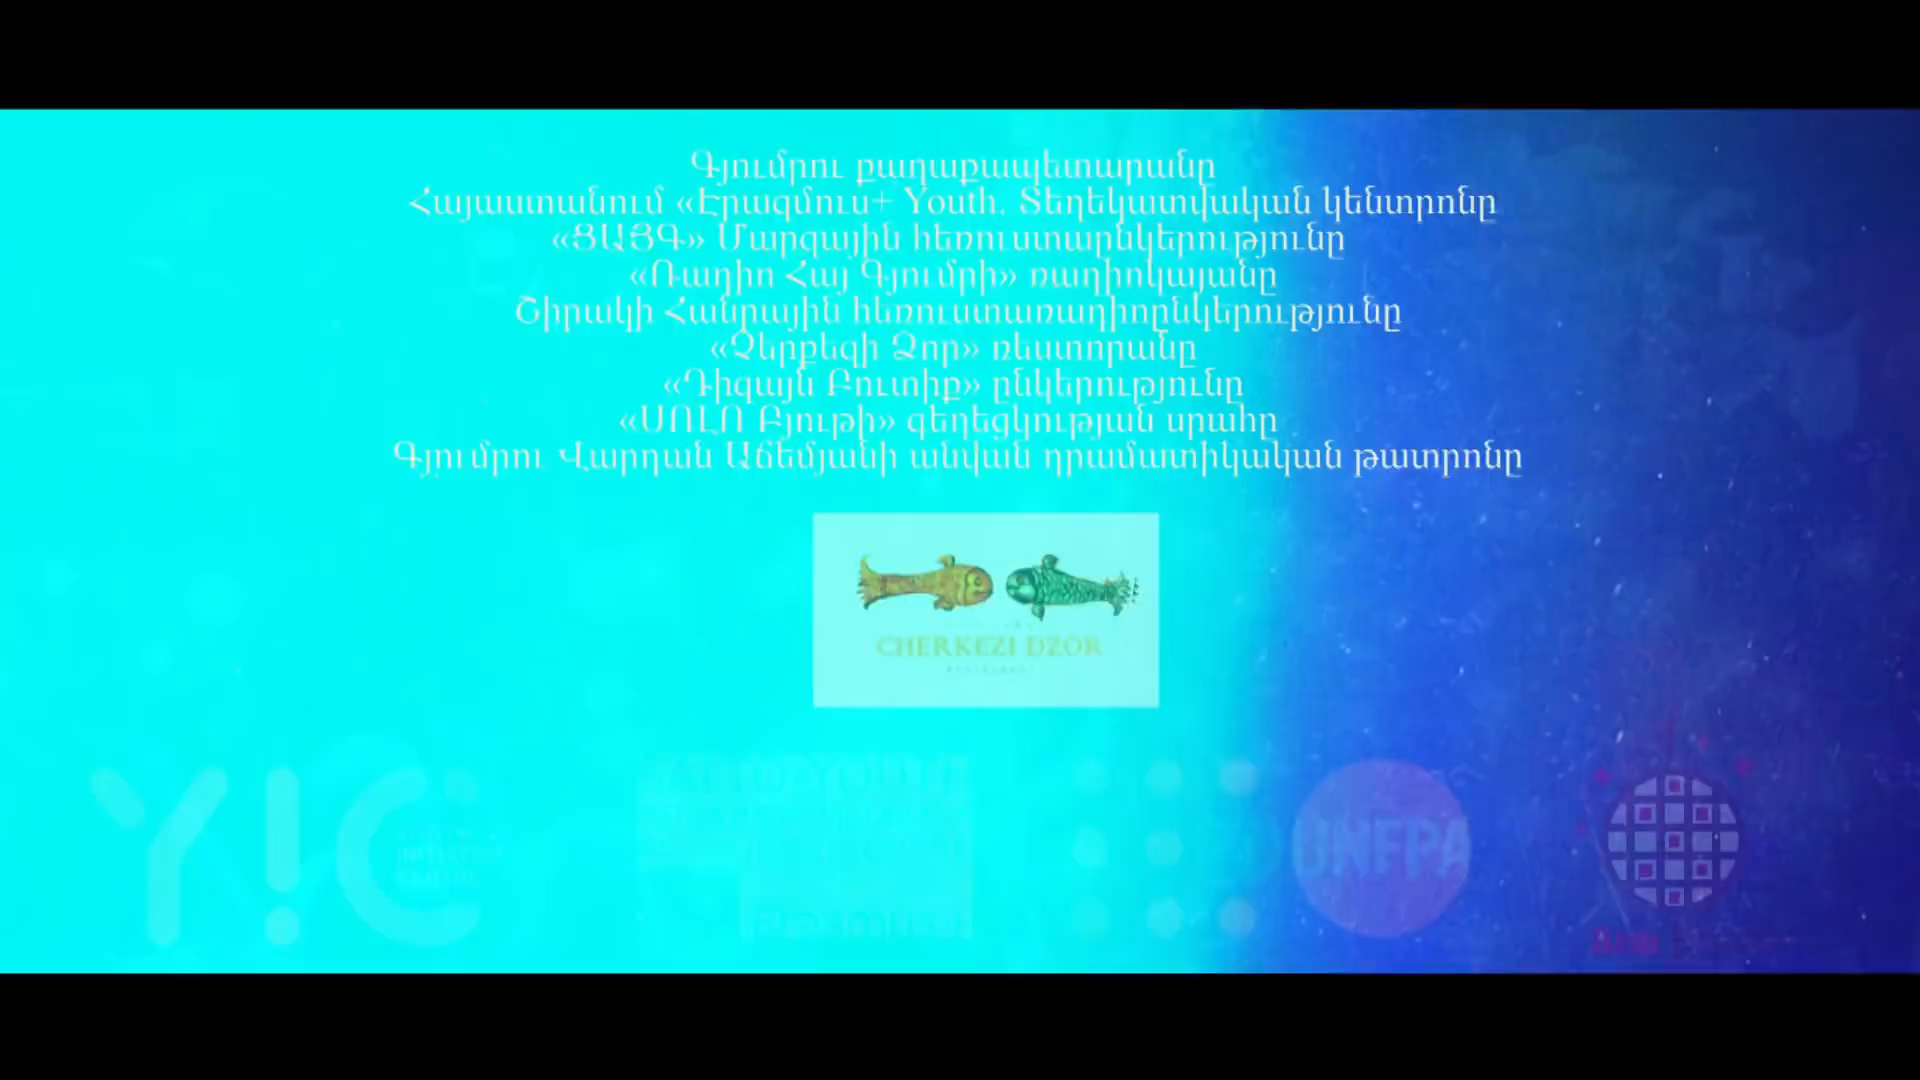 Գյումրու քաղաքապետարանը
Հայաստանում «Էրազմուս+ Youth. Տեղեկատվական կենտրոնը
«ՑԱՅԳ» Մարզային հեռուստաընկերությունը
«Ռադիո Հայ Գյումրի» ռադիոկայանը
Շիրակի Հանրային հեռուստառադիոընկերությունը
«Չերքեզի Ձոր» ռեստորանը
«Դիզայն Բուտիք» ընկերությունը
«ՍՈԼՈ Բյութի» գեղեցկության սրահը
Գյումրու Վարդան Աճեմյանի անվան դրամատիկական թատրոնը
CHERKEZI DZOR
Y!C
UNFPA